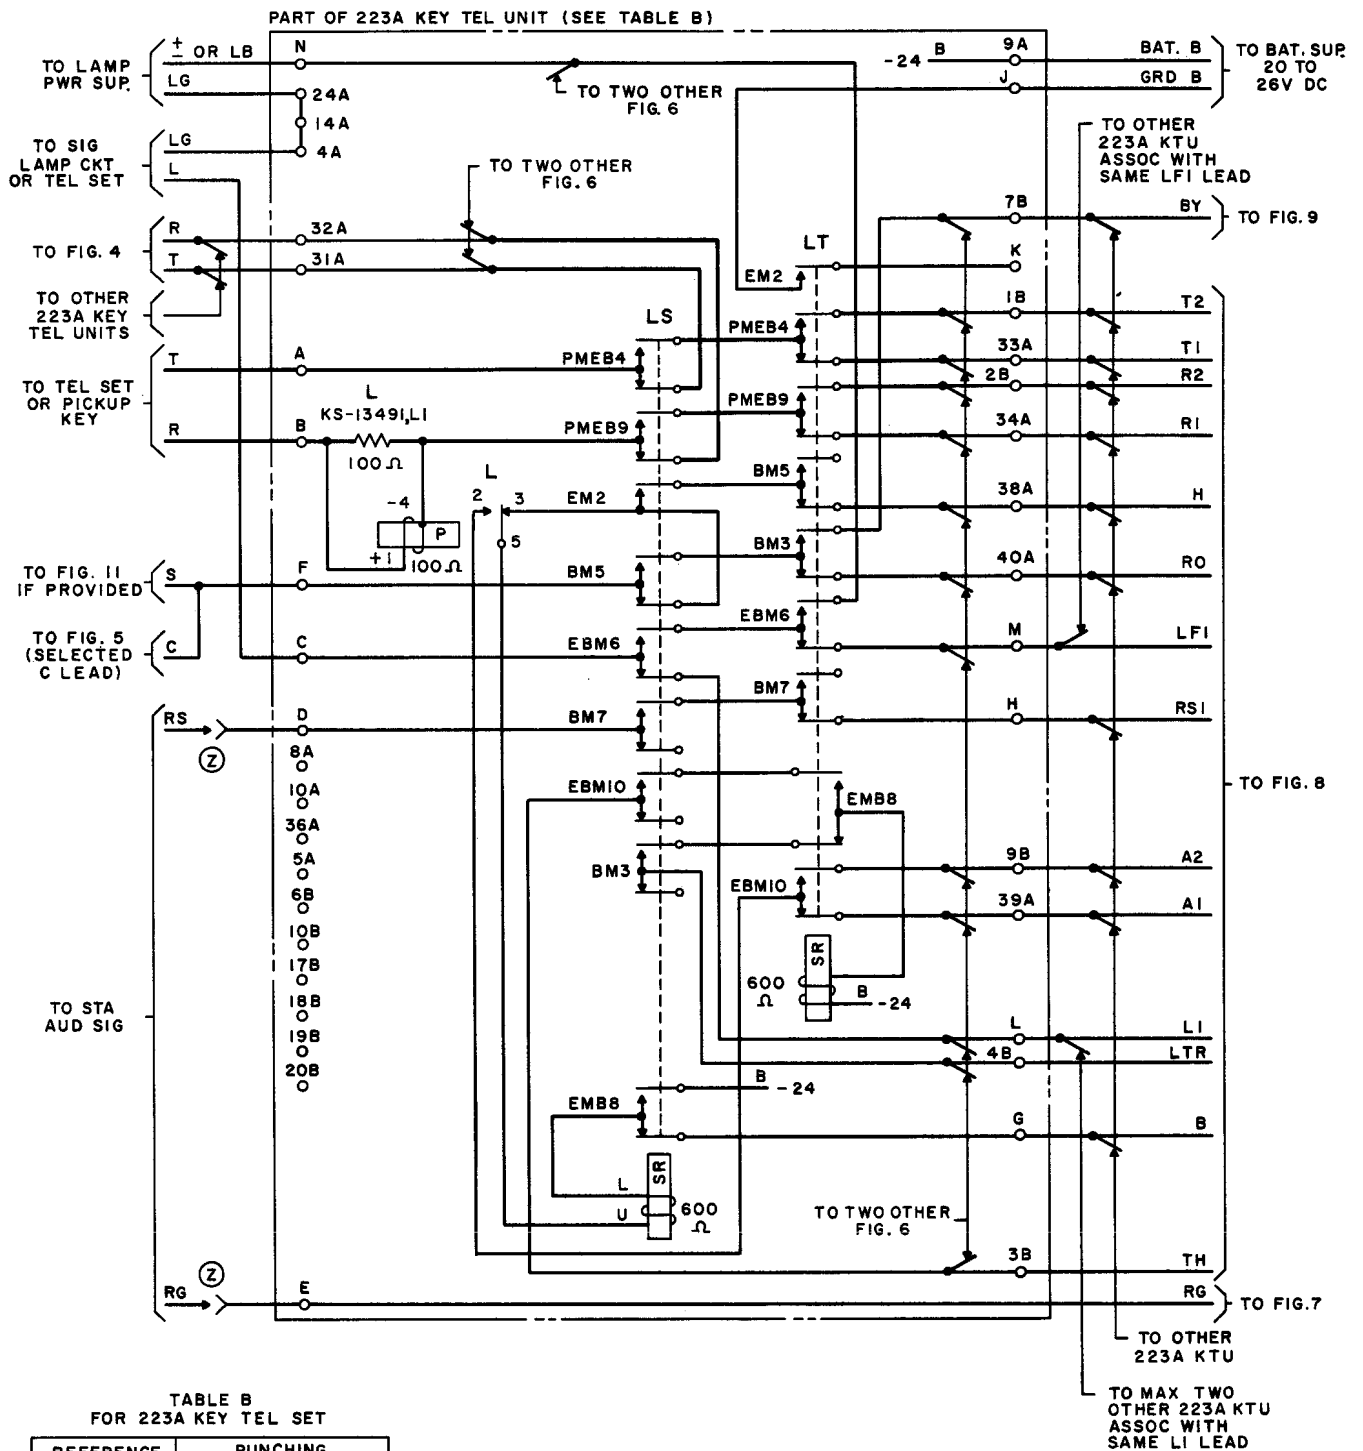 PART OF 223A KEY TEL UNIT (SEE TABLE B)
± OR LB
N
TO LAMP
PWR SUP.
LG
24A
14A
4A
TO SIG
LAMP CKT
OR TEL SET
LG
L
TO TWO OTHER
FIG. 6
-24
B
9A
BAT. B
J
GRD B
TO BAT. SUP.
20 TO
26V DC
TO OTHER
223A KTU
ASSOC WITH
SAME LFI LEAD
TO TWO OTHER
FIG. 6
TO FIG. 4
R
32A
T
31A
TO OTHER
223A KEY
TEL UNITS
7B
BY
TO FIG. 9
LT
K
EM2
1B
T2
LS
PMEB4
33A
T1
TO TEL SET
OR PICKUP
KEY
T
A
PMEB4
2B
R2
L
KS-13491,L1
PMEB9
34A
R1
R
B
100 Ω
PMEB9
BM5
38A
H
L
2
3
5
EM2
-4
P
+1
100 Ω
BM3
40A
RO
TO FIG. 11
IF PROVIDED
S
F
BM5
EBM6
M
LFI
TO FIG. 5
(SELECTED
C LEAD)
C
C
EBM6
BM7
H
RSI
RS
Z
D
BM7
8A
10A
36A
5A
6B
10B
17B
18B
19B
20B
EBM10
EMB8
TO FIG. 8
BM3
9B
A2
EBM10
39A
A1
SR
600
Ω
B
-24
TO STA
AUD SIG
L
L1
4B
LTR
B
-24
EMB8
G
B
SR
L
U
600
Ω
TO TWO OTHER
FIG. 6
3B
TH
RG
Z
E
RG
TO FIG.7
TO OTHER
223A KTU
TO MAX TWO
OTHER 223A KTU
ASSOC WITH
SAME LI LEAD
TABLE B
FOR 223A KEY TEL SET
REFERENCE
PUNCHING